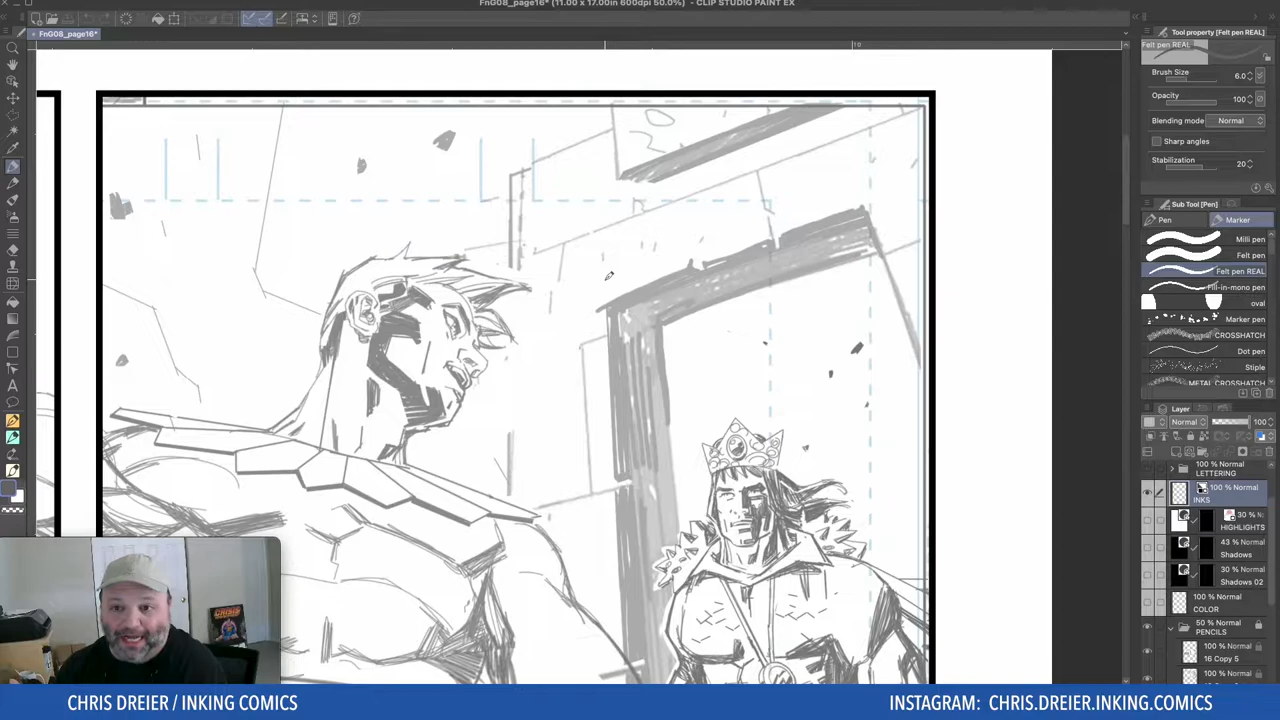 FnG08_page16* (11.00 x 17.00in 600dpi 50.0%) - CLIP STUDIO PAINT EX
FnG08_page16*
10
Tool property [Felt pen REAL]
Felt pen REAL
Brush Size 6.0
Opacity 100
Blending mode Normal
Sharp angles
Stabilization 20
Sub Tool [Pen]
Pen Marker
Milli pen
Felt pen
Felt pen REAL
Fill-in-mono pen
oval
Marker pen
CROSSHATCH
Dot pen
Stiple
METAL CROSSHATCH
Layer
Normal 100
100 % Normal
LETTERING
100 % Normal
INKS
30 % N
HIGHLIGHTS
43 % Normal
Shadows
30 % Normal
Shadows 02
100 % Normal
COLOR
50 % Normal
PENCILS
100 % Normal
16 Copy 5
100 % Normal
CRISIS
CHRIS DREIER / INKING COMICS
INSTAGRAM: CHRIS.DREIER.INKING.COMICS